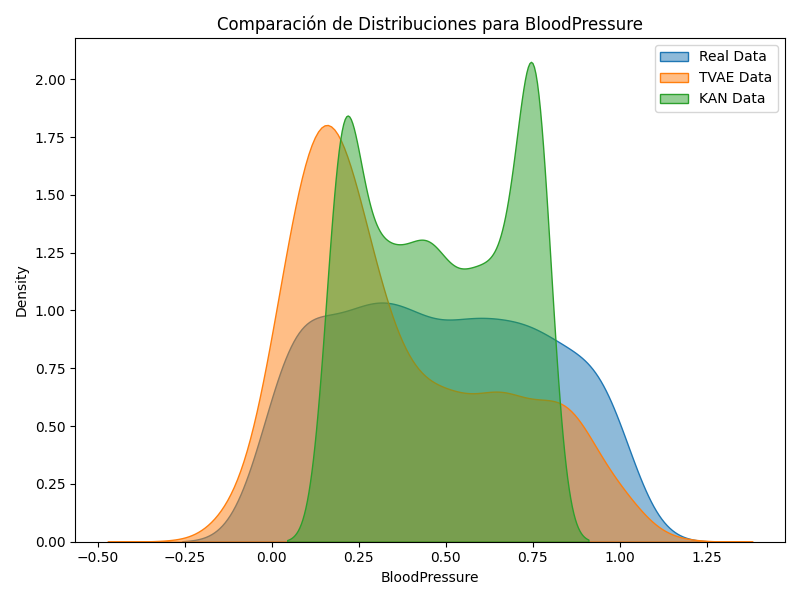 Comparación de Distribuciones para BloodPressure
Real Data
TVAE Data
KAN Data
2.00
1.75
1.50
1.25
1.00
0.75
0.50
0.25
0.00
Density
−0.50 −0.25 0.00 0.25 0.50 0.75 1.00 1.25
BloodPressure